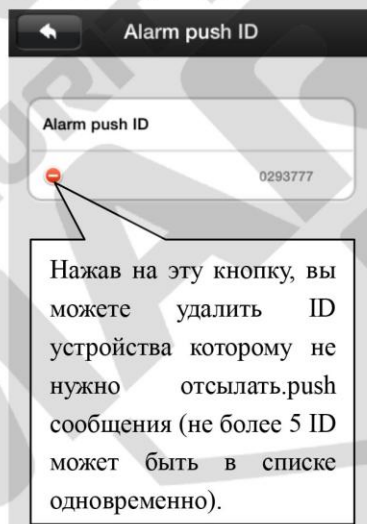 Alarm push ID
Alarm push ID
0293777
Нажав на эту кнопку, вы
можете удалить ID
устройства которому не
нужно отсылать.push
сообщения (не более 5 ID
может быть в списке
одновременно).